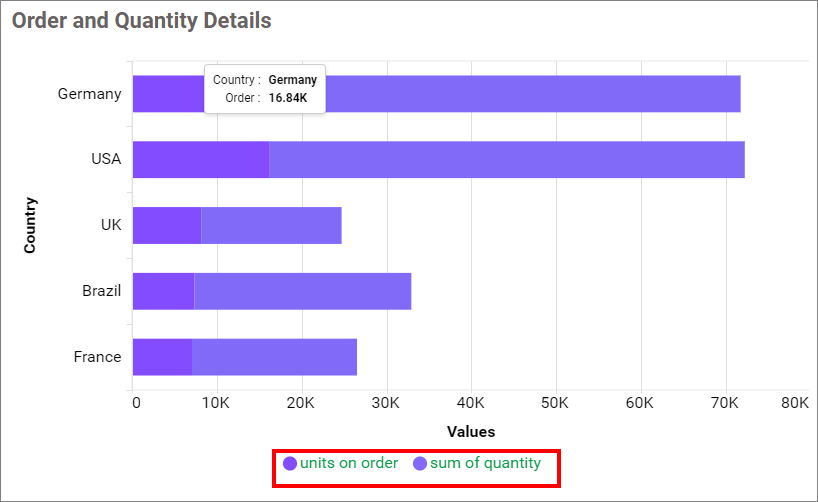 Order and Quantity Details
Country : Germany
Order : 16.84K
Germany
USA
UK
Brazil
France
Country
0 10K 20K 30K 40K 50K 60K 70K 80K
Values
units on order sum of quantity